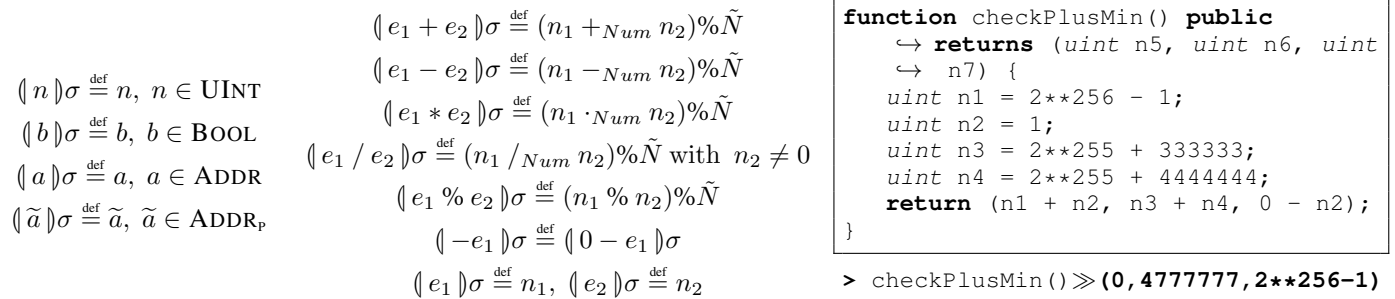 ⦇ n ⦈σ ≝ n, n ∈ UINT
⦇ b ⦈σ ≝ b, b ∈ BOOL
⦇ a ⦈σ ≝ a, a ∈ ADDR
⦇ ã ⦈σ ≝ ã, ã ∈ ADDRₚ
⦇ e₁ + e₂ ⦈σ ≝ (n₁ +_Num n₂)%Ñ
⦇ e₁ − e₂ ⦈σ ≝ (n₁ −_Num n₂)%Ñ
⦇ e₁ ∗ e₂ ⦈σ ≝ (n₁ ·_Num n₂)%Ñ
⦇ e₁ / e₂ ⦈σ ≝ (n₁ /_Num n₂)%Ñ with n₂ ≠ 0
⦇ e₁ % e₂ ⦈σ ≝ (n₁ % n₂)%Ñ
⦇ −e₁ ⦈σ ≝ ⦇ 0 − e₁ ⦈σ
⦇ e₁ ⦈σ ≝ n₁, ⦇ e₂ ⦈σ ≝ n₂
function checkPlusMin() public
↪ returns (uint n5, uint n6, uint
↪ n7) {
uint n1 = 2**256 - 1;
uint n2 = 1;
uint n3 = 2**255 + 333333;
uint n4 = 2**255 + 4444444;
return (n1 + n2, n3 + n4, 0 - n2);
}
> checkPlusMin()≫(0,4777777,2**256-1)